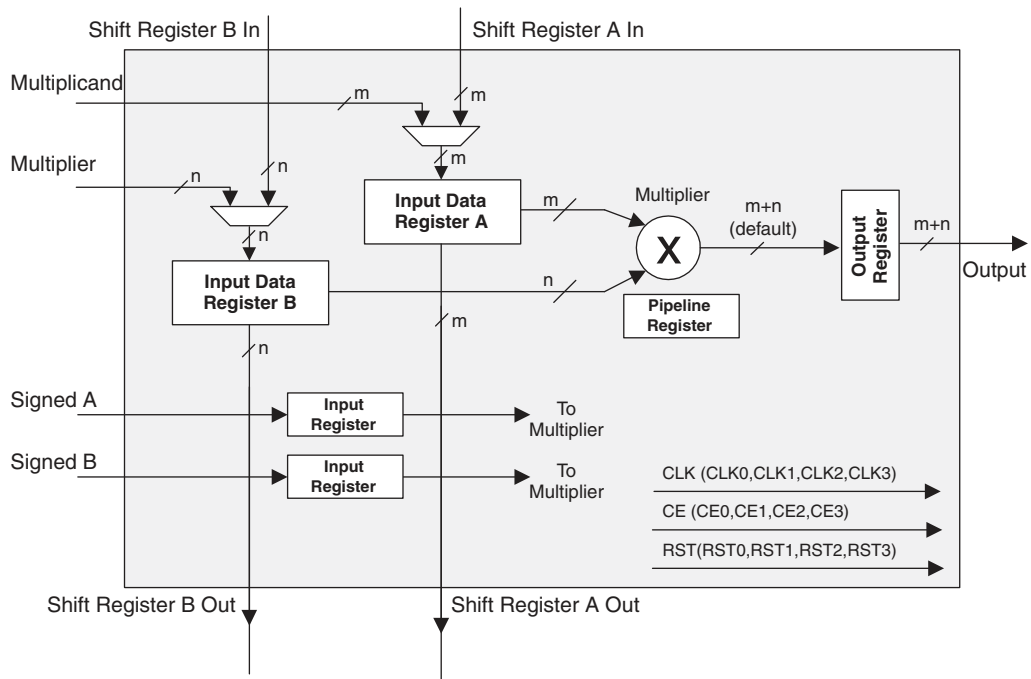 Shift Register B In
Shift Register A In
Multiplicand
m
m
Multiplier
n
n
m
Input Data
Register A
m
Multiplier
X
m+n
(default)
Output
Register
m+n
Output
n
Input Data
Register B
n
m
Pipeline
Register
n
Signed A
Input
Register
To
Multiplier
Signed B
Input
Register
To
Multiplier
CLK (CLK0,CLK1,CLK2,CLK3)
CE (CE0,CE1,CE2,CE3)
RST(RST0,RST1,RST2,RST3)
Shift Register B Out
Shift Register A Out